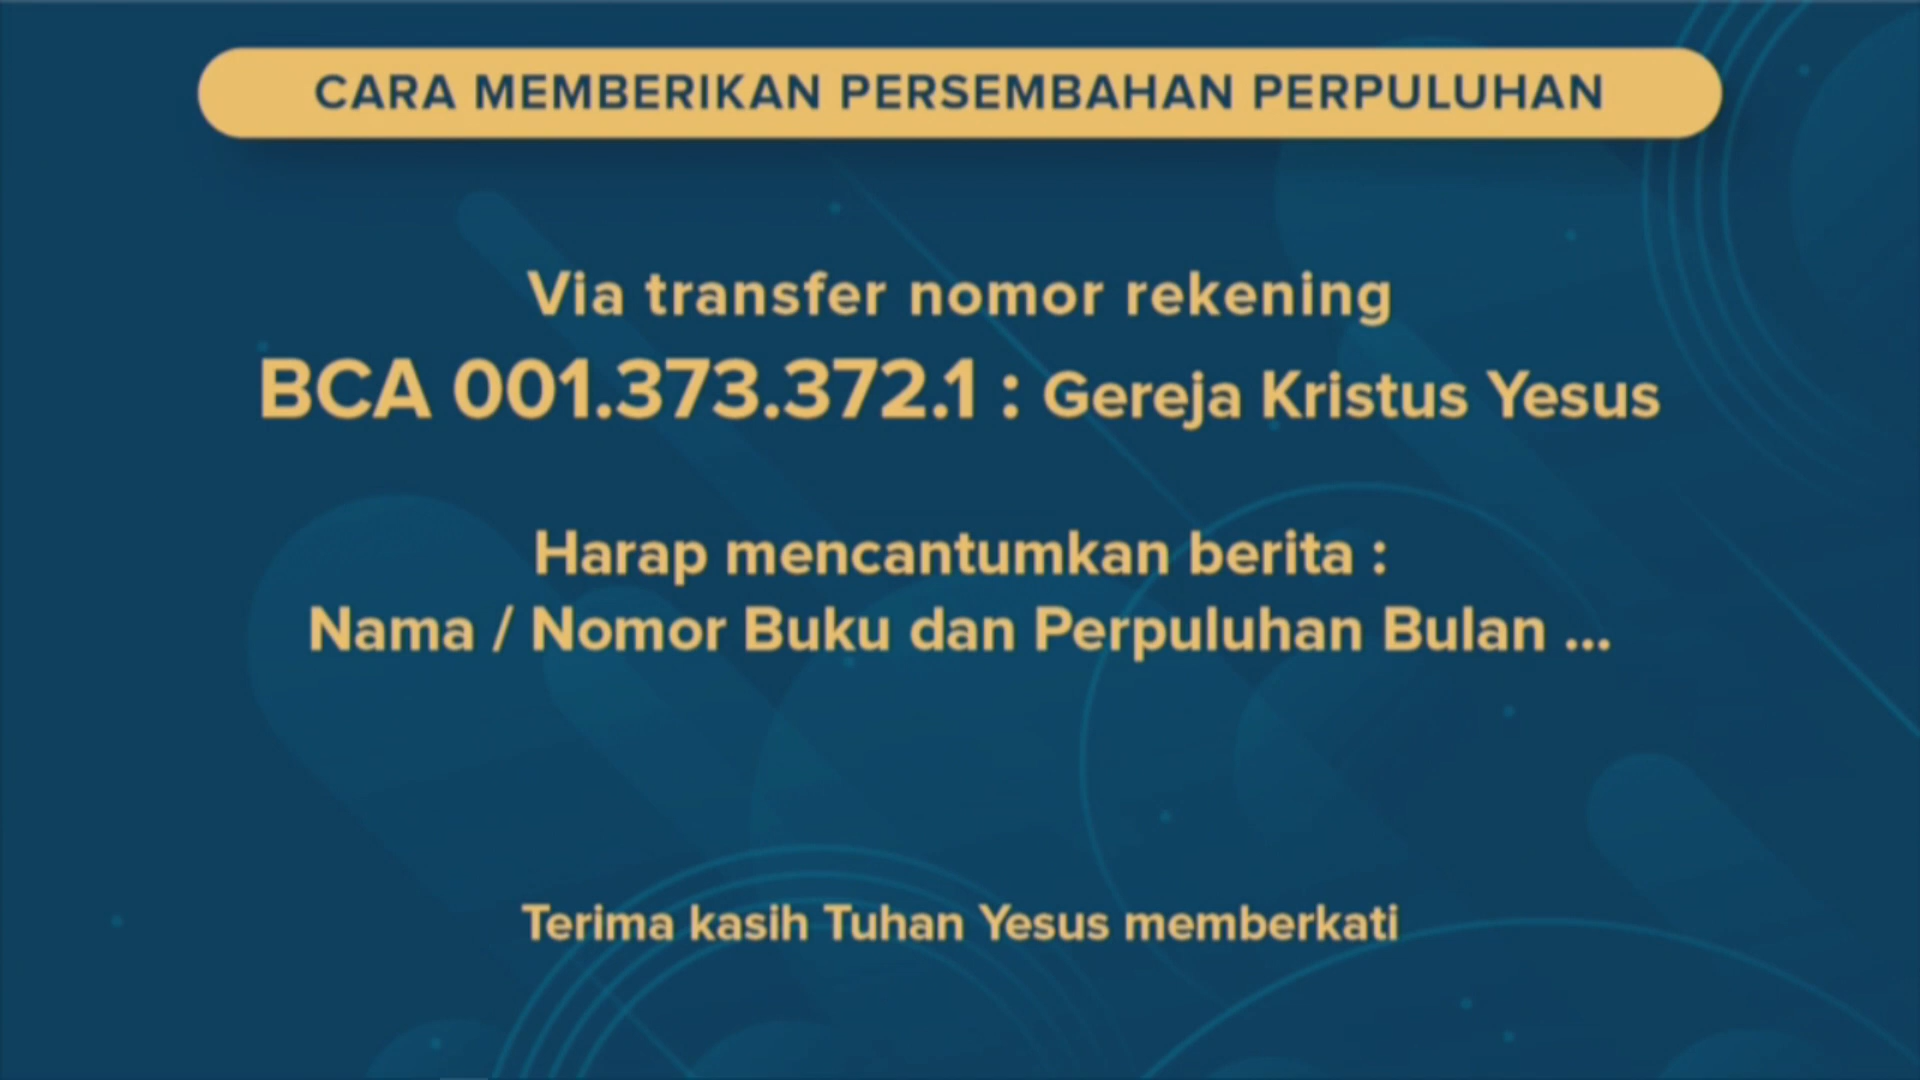 CARA MEMBERIKAN PERSEMBAHAN PERPULUHAN
Via transfer nomor rekening
BCA 001.373.372.1 : Gereja Kristus Yesus
Harap mencantumkan berita :
Nama / Nomor Buku dan Perpuluhan Bulan ...
Terima kasih Tuhan Yesus memberkati